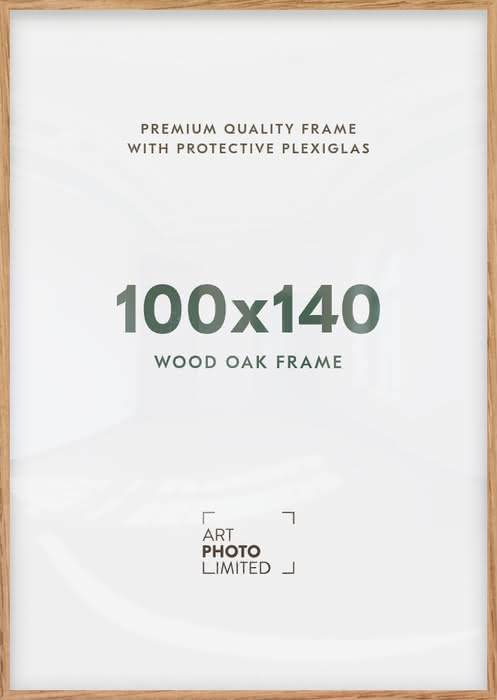 PREMIUM QUALITY FRAME
WITH PROTECTIVE PLEXIGLAS
100x140
WOOD OAK FRAME
ART
PHOTO
LIMITED